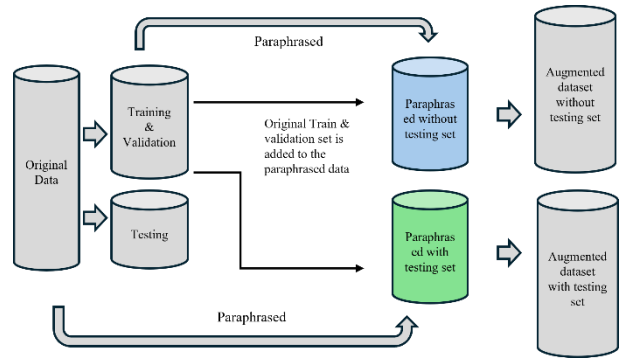 Paraphrased
Original
Data
Training
&
Validation
Testing
Original Train &
validation set is
added to the
paraphrased data
Paraphras
ed without
testing set
Augmented
dataset
without
testing set
Paraphras
ed with
testing set
Augmented
dataset
with testing
set
Paraphrased